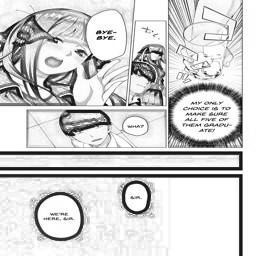 MY ONLY
CHOICE IS TO
MAKE SURE
ALL FIVE OF
THEM GRADU-
ATE!
BYE-
BYE.
WHAT?
SIR.
WE'RE
HERE, SIR.